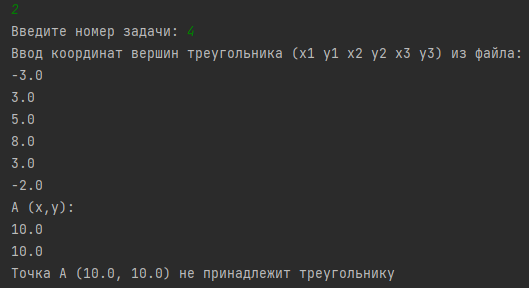 2
Введите номер задачи: 4
Ввод координат вершин треугольника (x1 y1 x2 y2 x3 y3) из файла:
-3.0
3.0
5.0
8.0
3.0
-2.0
A (x,y):
10.0
10.0
Точка A (10.0, 10.0) не принадлежит треугольнику